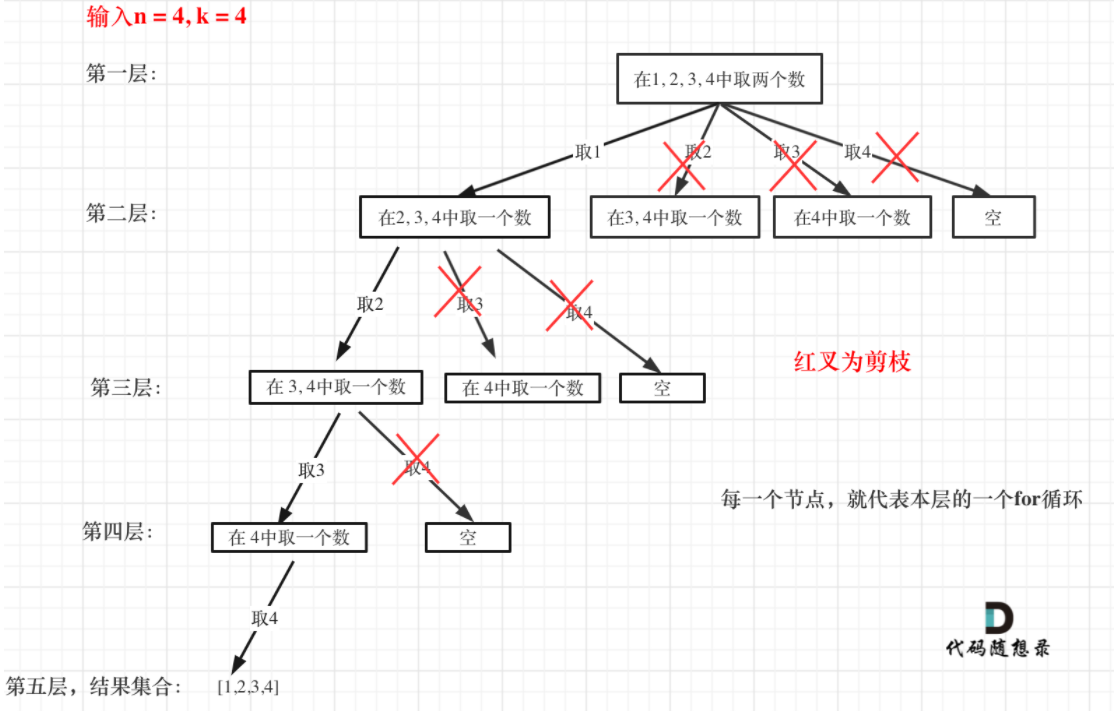 输入n = 4, k = 4
第一层：
在1, 2, 3, 4中取两个数
取1
取2
取3
取4
第二层：
在2, 3, 4中取一个数
在3, 4中取一个数
在4中取一个数
空
取2
取3
取4
红叉为剪枝
第三层：
在 3, 4中取一个数
在 4中取一个数
空
取3
取4
每一个节点，就代表本层的一个for循环
第四层：
在 4中取一个数
空
取4
代码随想录
第五层，结果集合：
[1,2,3,4]